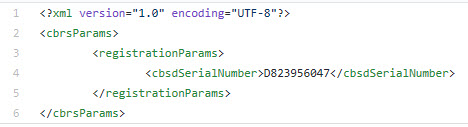 1 <?xml version="1.0" encoding="UTF-8"?>
2 <cbrsParams>
3 <registrationParams>
4 <cbsdSerialNumber>D823956047</cbsdSerialNumber>
5 </registrationParams>
6 </cbrsParams>